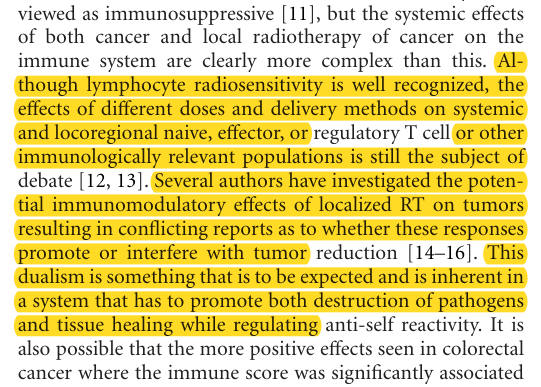 viewed as immunosuppressive [11], but the systemic effects
of both cancer and local radiotherapy of cancer on the
immune system are clearly more complex than this. Al-
though lymphocyte radiosensitivity is well recognized, the
effects of different doses and delivery methods on systemic
and locoregional naive, effector, or regulatory T cell or other
immunologically relevant populations is still the subject of
debate [12, 13]. Several authors have investigated the poten-
tial immunomodulatory effects of localized RT on tumors
resulting in conflicting reports as to whether these responses
promote or interfere with tumor reduction [14–16]. This
dualism is something that is to be expected and is inherent in
a system that has to promote both destruction of pathogens
and tissue healing while regulating anti-self reactivity. It is
also possible that the more positive effects seen in colorectal
cancer where the immune score was significantly associated